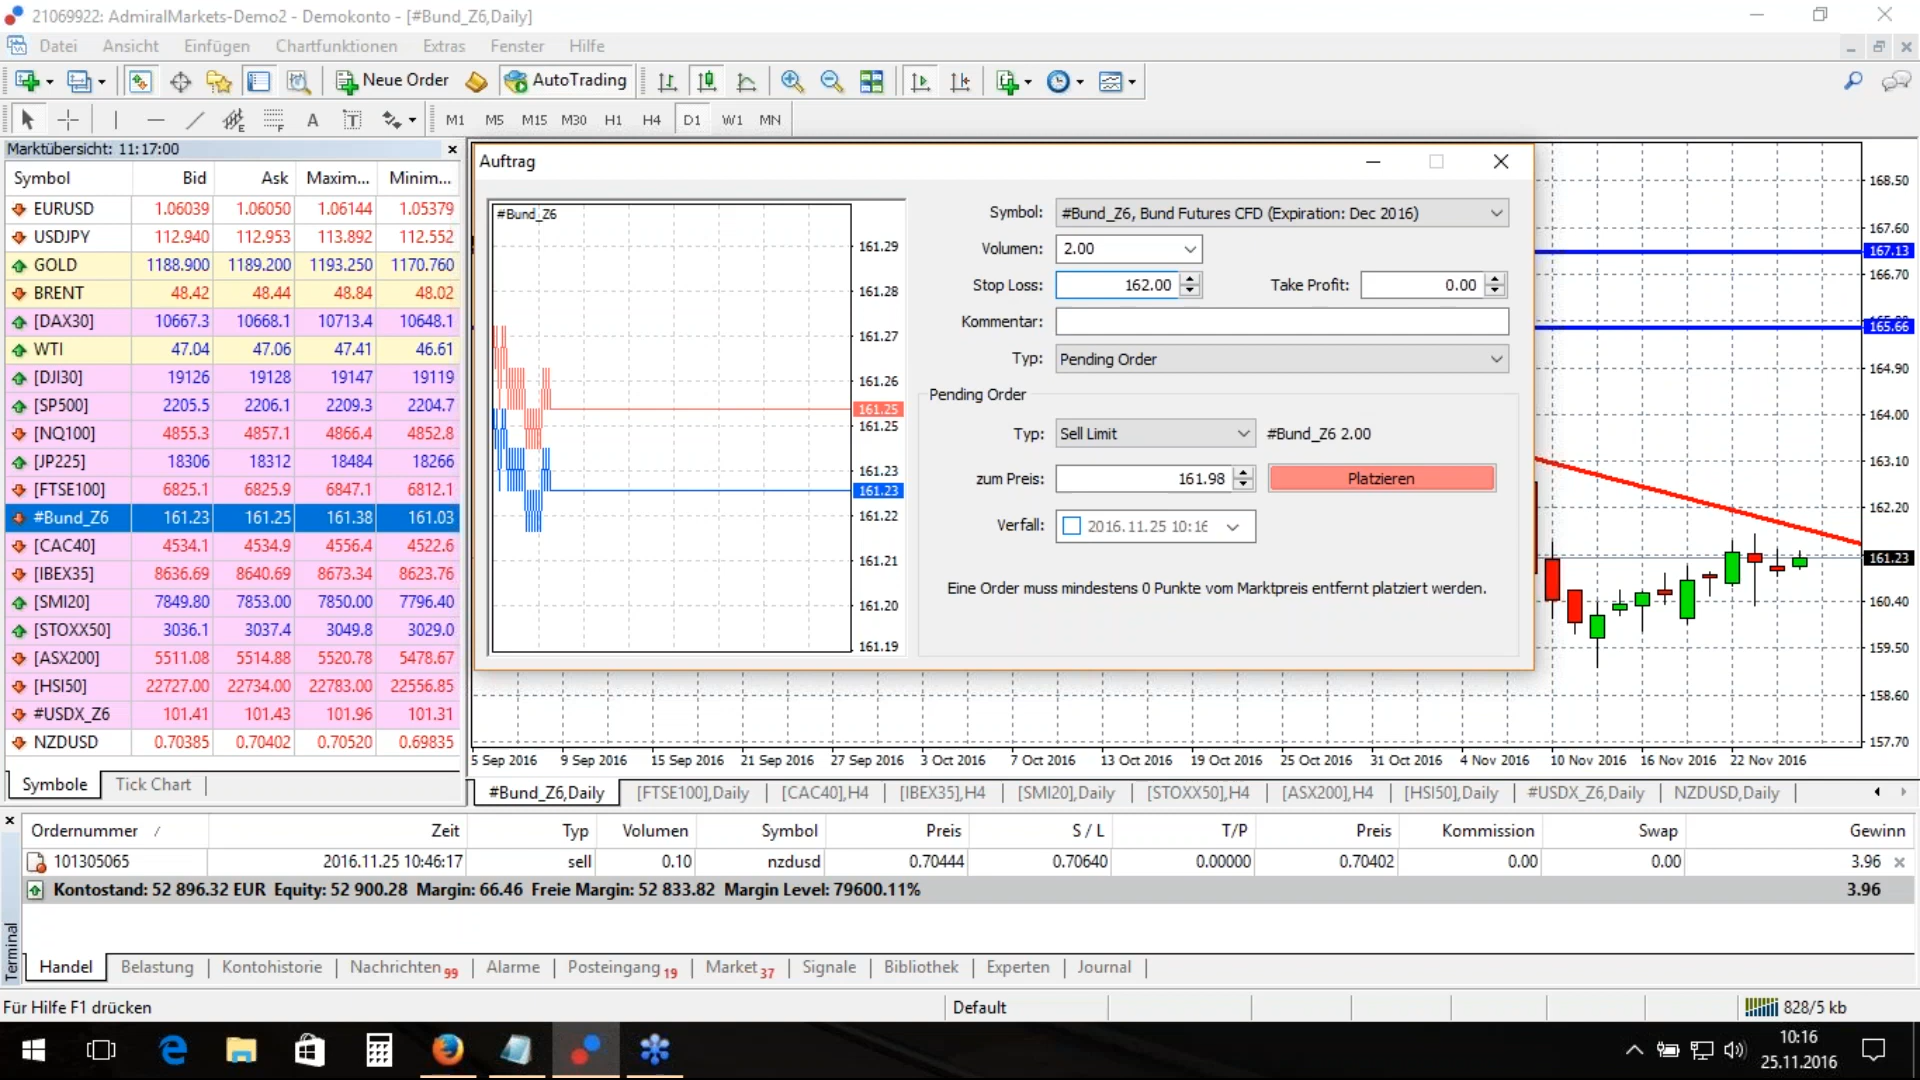 21069922: AdmiralMarkets-Demo2 - Demokonto - [#Bund_Z6,Daily]
Datei Ansicht Einfügen Chartfunktionen Extras Fenster Hilfe
Neue Order AutoTrading
A T M1 M5 M15 M30 H1 H4 D1 W1 MN
Marktübersicht: 11:17:00
Symbol Bid Ask Maxim... Minim...
EURUSD 1.06039 1.06050 1.06144 1.05379
USDJPY 112.940 112.953 113.892 112.552
GOLD 1188.900 1189.200 1193.250 1170.760
BRENT 48.42 48.44 48.84 48.02
[DAX30] 10667.3 10668.1 10713.4 10648.1
WTI 47.04 47.06 47.41 46.61
[DJI30] 19126 19128 19147 19119
[SP500] 2205.5 2206.1 2209.3 2204.7
[NQ100] 4855.3 4857.1 4866.4 4852.8
[JP225] 18306 18312 18484 18266
[FTSE100] 6825.1 6825.9 6847.1 6812.1
#Bund_Z6 161.23 161.25 161.38 161.03
[CAC40] 4534.1 4534.9 4556.4 4522.6
[IBEX35] 8636.69 8640.69 8673.34 8623.76
[SMI20] 7849.80 7853.00 7850.00 7796.40
[STOXX50] 3036.1 3037.4 3049.8 3029.0
[ASX200] 5511.08 5514.88 5520.78 5478.67
[HSI50] 22727.00 22734.00 22783.00 22556.85
#USDX_Z6 101.41 101.43 101.96 101.31
NZDUSD 0.70385 0.70402 0.70520 0.69835
Symbole Tick Chart
Auftrag
#Bund_Z6
161.29
161.28
161.27
161.26
161.25
161.25
161.23
161.23
161.22
161.21
161.20
161.19
Symbol: #Bund_Z6, Bund Futures CFD (Expiration: Dec 2016)
Volumen: 2.00
Stop Loss: 162.00 Take Profit: 0.00
Kommentar:
Typ: Pending Order
Pending Order
Typ: Sell Limit #Bund_Z6 2.00
zum Preis: 161.98 Platzieren
Verfall: 2016.11.25 10:16
Eine Order muss mindestens 0 Punkte vom Marktpreis entfernt platziert werden.
168.50
167.60
167.13
166.70
165.66
164.90
164.00
163.10
162.20
161.23
160.40
159.50
158.60
157.70
5 Sep 2016 9 Sep 2016 15 Sep 2016 21 Sep 2016 27 Sep 2016 3 Oct 2016 7 Oct 2016 13 Oct 2016 19 Oct 2016 25 Oct 2016 31 Oct 2016 4 Nov 2016 10 Nov 2016 16 Nov 2016 22 Nov 2016
#Bund_Z6,Daily [FTSE100],Daily [CAC40],H4 [IBEX35],H4 [SMI20],Daily [STOXX50],H4 [ASX200],H4 [HSI50],Daily #USDX_Z6,Daily NZDUSD,Daily
Ordernummer / Zeit Typ Volumen Symbol Preis S / L T/P Preis Kommission Swap Gewinn
101305065 2016.11.25 10:46:17 sell 0.10 nzdusd 0.70444 0.70640 0.00000 0.70402 0.00 0.00 3.96
Kontostand: 52 896.32 EUR Equity: 52 900.28 Margin: 66.46 Freie Margin: 52 833.82 Margin Level: 79600.11% 3.96
Terminal
Handel Belastung Kontohistorie Nachrichten 99 Alarme Posteingang 19 Market 37 Signale Bibliothek Experten Journal
Für Hilfe F1 drücken Default 828/5 kb
10:16
25.11.2016